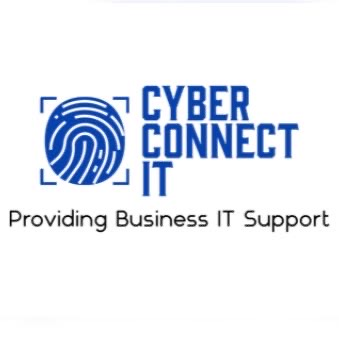 CYBER
CONNECT
IT
Providing Business IT Support